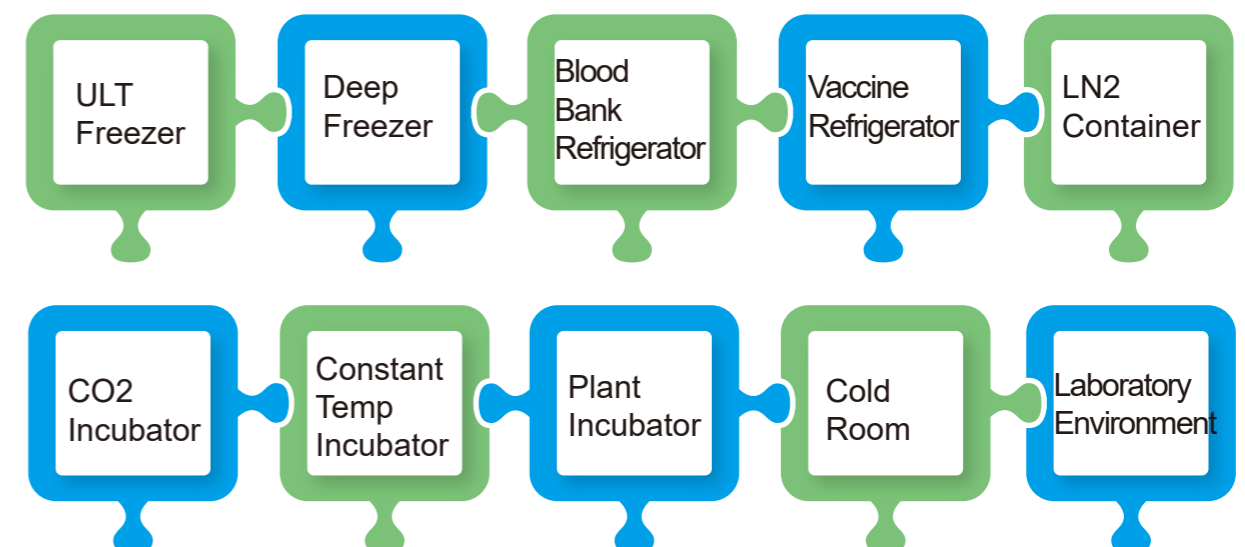 ULT
Freezer
Deep
Freezer
Blood
Bank
Refrigerator
Vaccine
Refrigerator
LN2
Container
CO2
Incubator
Constant
Temp
Incubator
Plant
Incubator
Cold
Room
Laboratory
Environment